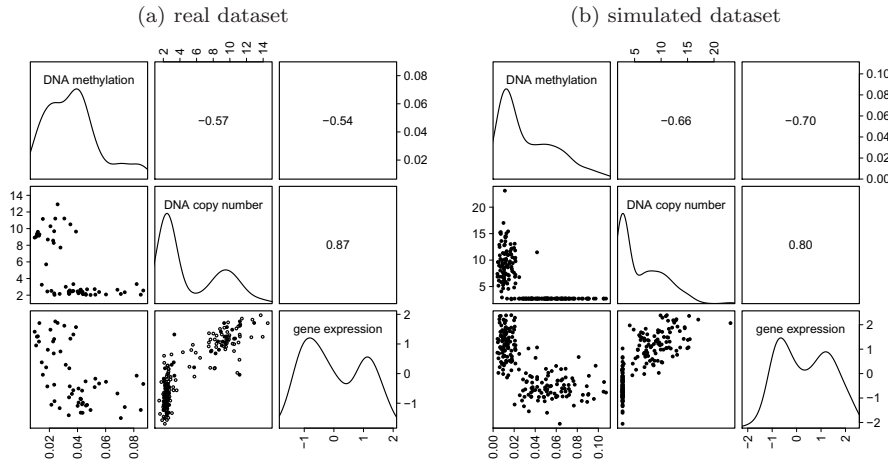 (a) real dataset
(b) simulated dataset
2 4 6 8 10 12 14
5 10 15 20
DNA methylation
−0.57
−0.54
0.08
0.06
0.04
0.02
DNA methylation
−0.66
−0.70
0.10
0.08
0.06
0.04
0.02
0.00
14
12
10
8
6
4
2
DNA copy number
0.87
20
15
10
5
DNA copy number
0.80
gene expression
2
1
0
−1
gene expression
2
1
0
−1
−2
0.02 0.04 0.06 0.08
−1 0 1 2
0.00 0.02 0.04 0.06 0.08 0.10
−2 −1 0 1 2